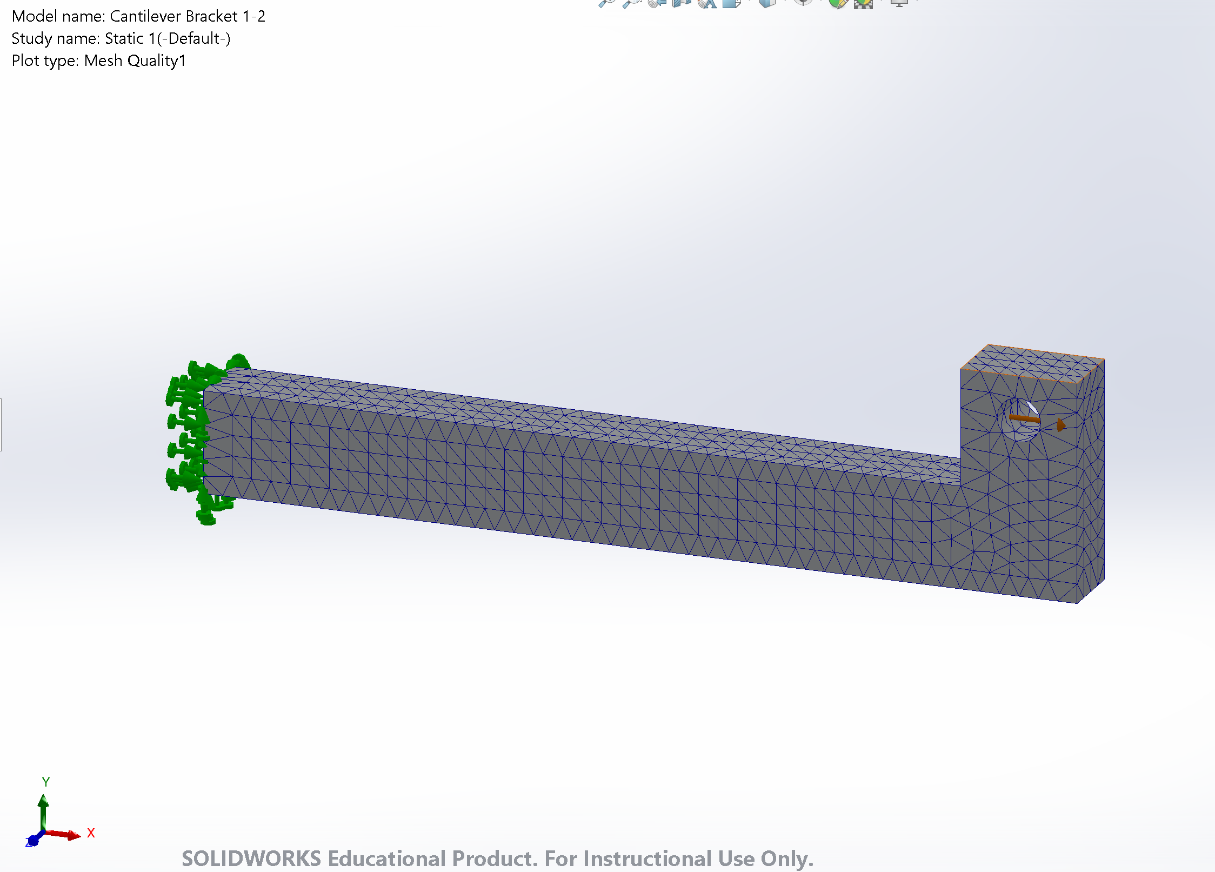 Model name: Cantilever Bracket 1-2
Study name: Static 1(-Default-)
Plot type: Mesh Quality1
Y
X
SOLIDWORKS Educational Product. For Instructional Use Only.